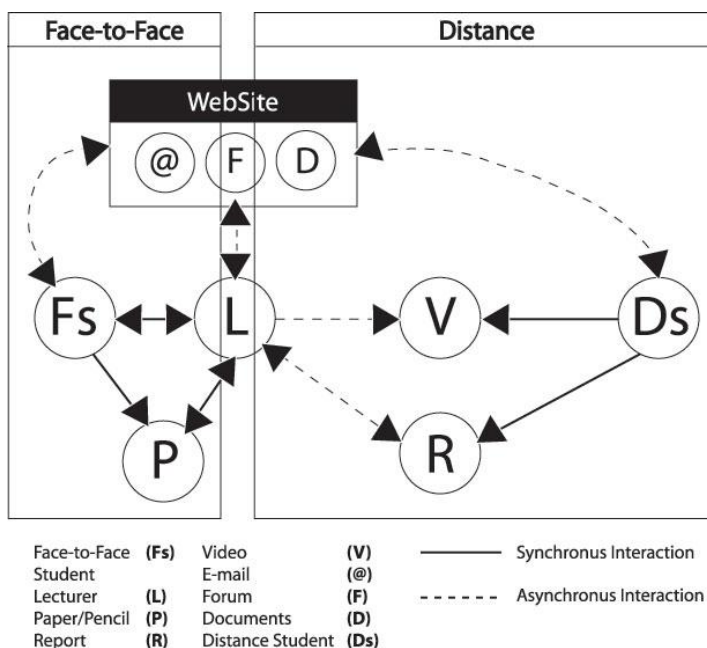 Face-to-Face Distance
WebSite
@ F D
Fs L V Ds
P R
Face-to-Face (Fs) Video (V) Synchronus Interaction
Student E-mail (@)
Lecturer (L) Forum (F) Asynchronus Interaction
Paper/Pencil (P) Documents (D)
Report (R) Distance Student (Ds)